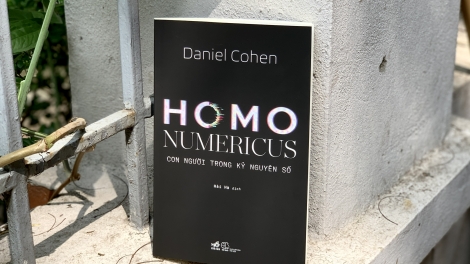 Daniel Cohen
HOMO
NUMERICUS
CON NGƯỜI TRONG KỶ NGUYÊN SỐ